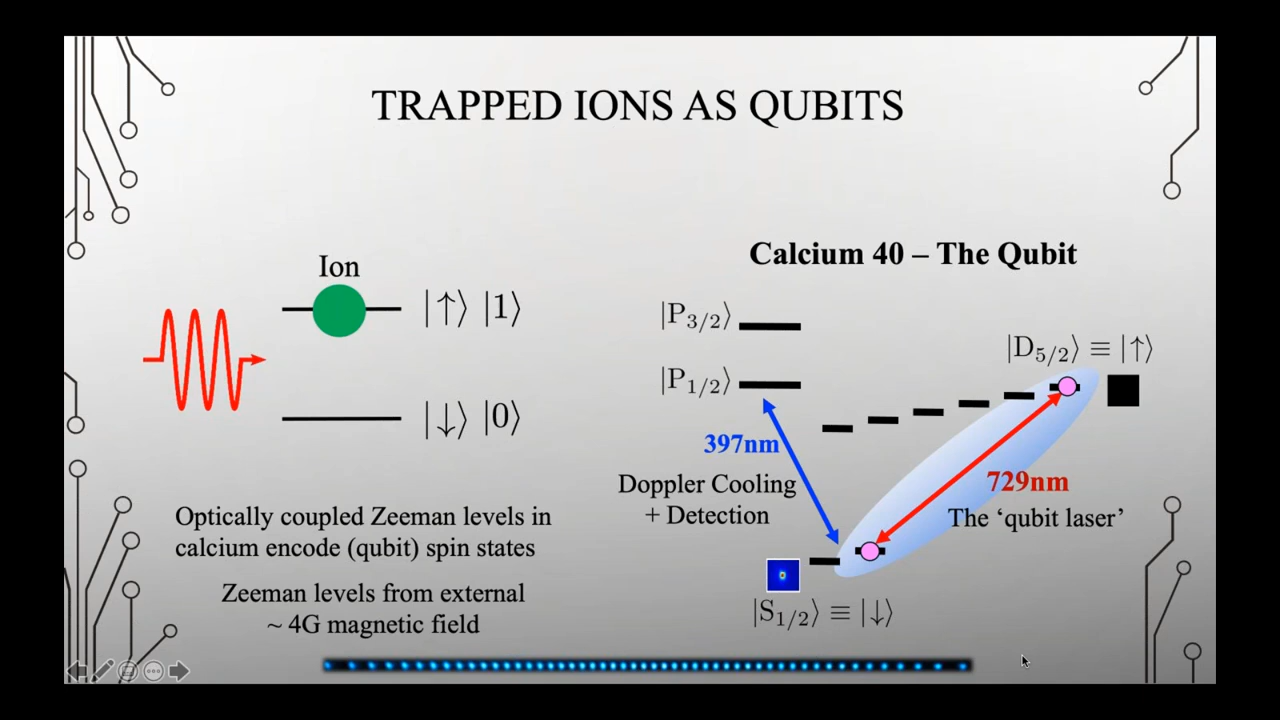 TRAPPED IONS AS QUBITS
Ion
|↑⟩ |1⟩
|↓⟩ |0⟩
Optically coupled Zeeman levels in
calcium encode (qubit) spin states
Zeeman levels from external
~ 4G magnetic field
Calcium 40 – The Qubit
|P3/2⟩
|P1/2⟩
|D5/2⟩ ≡ |↑⟩
397nm
Doppler Cooling
+ Detection
729nm
The ‘qubit laser’
|S1/2⟩ ≡ |↓⟩